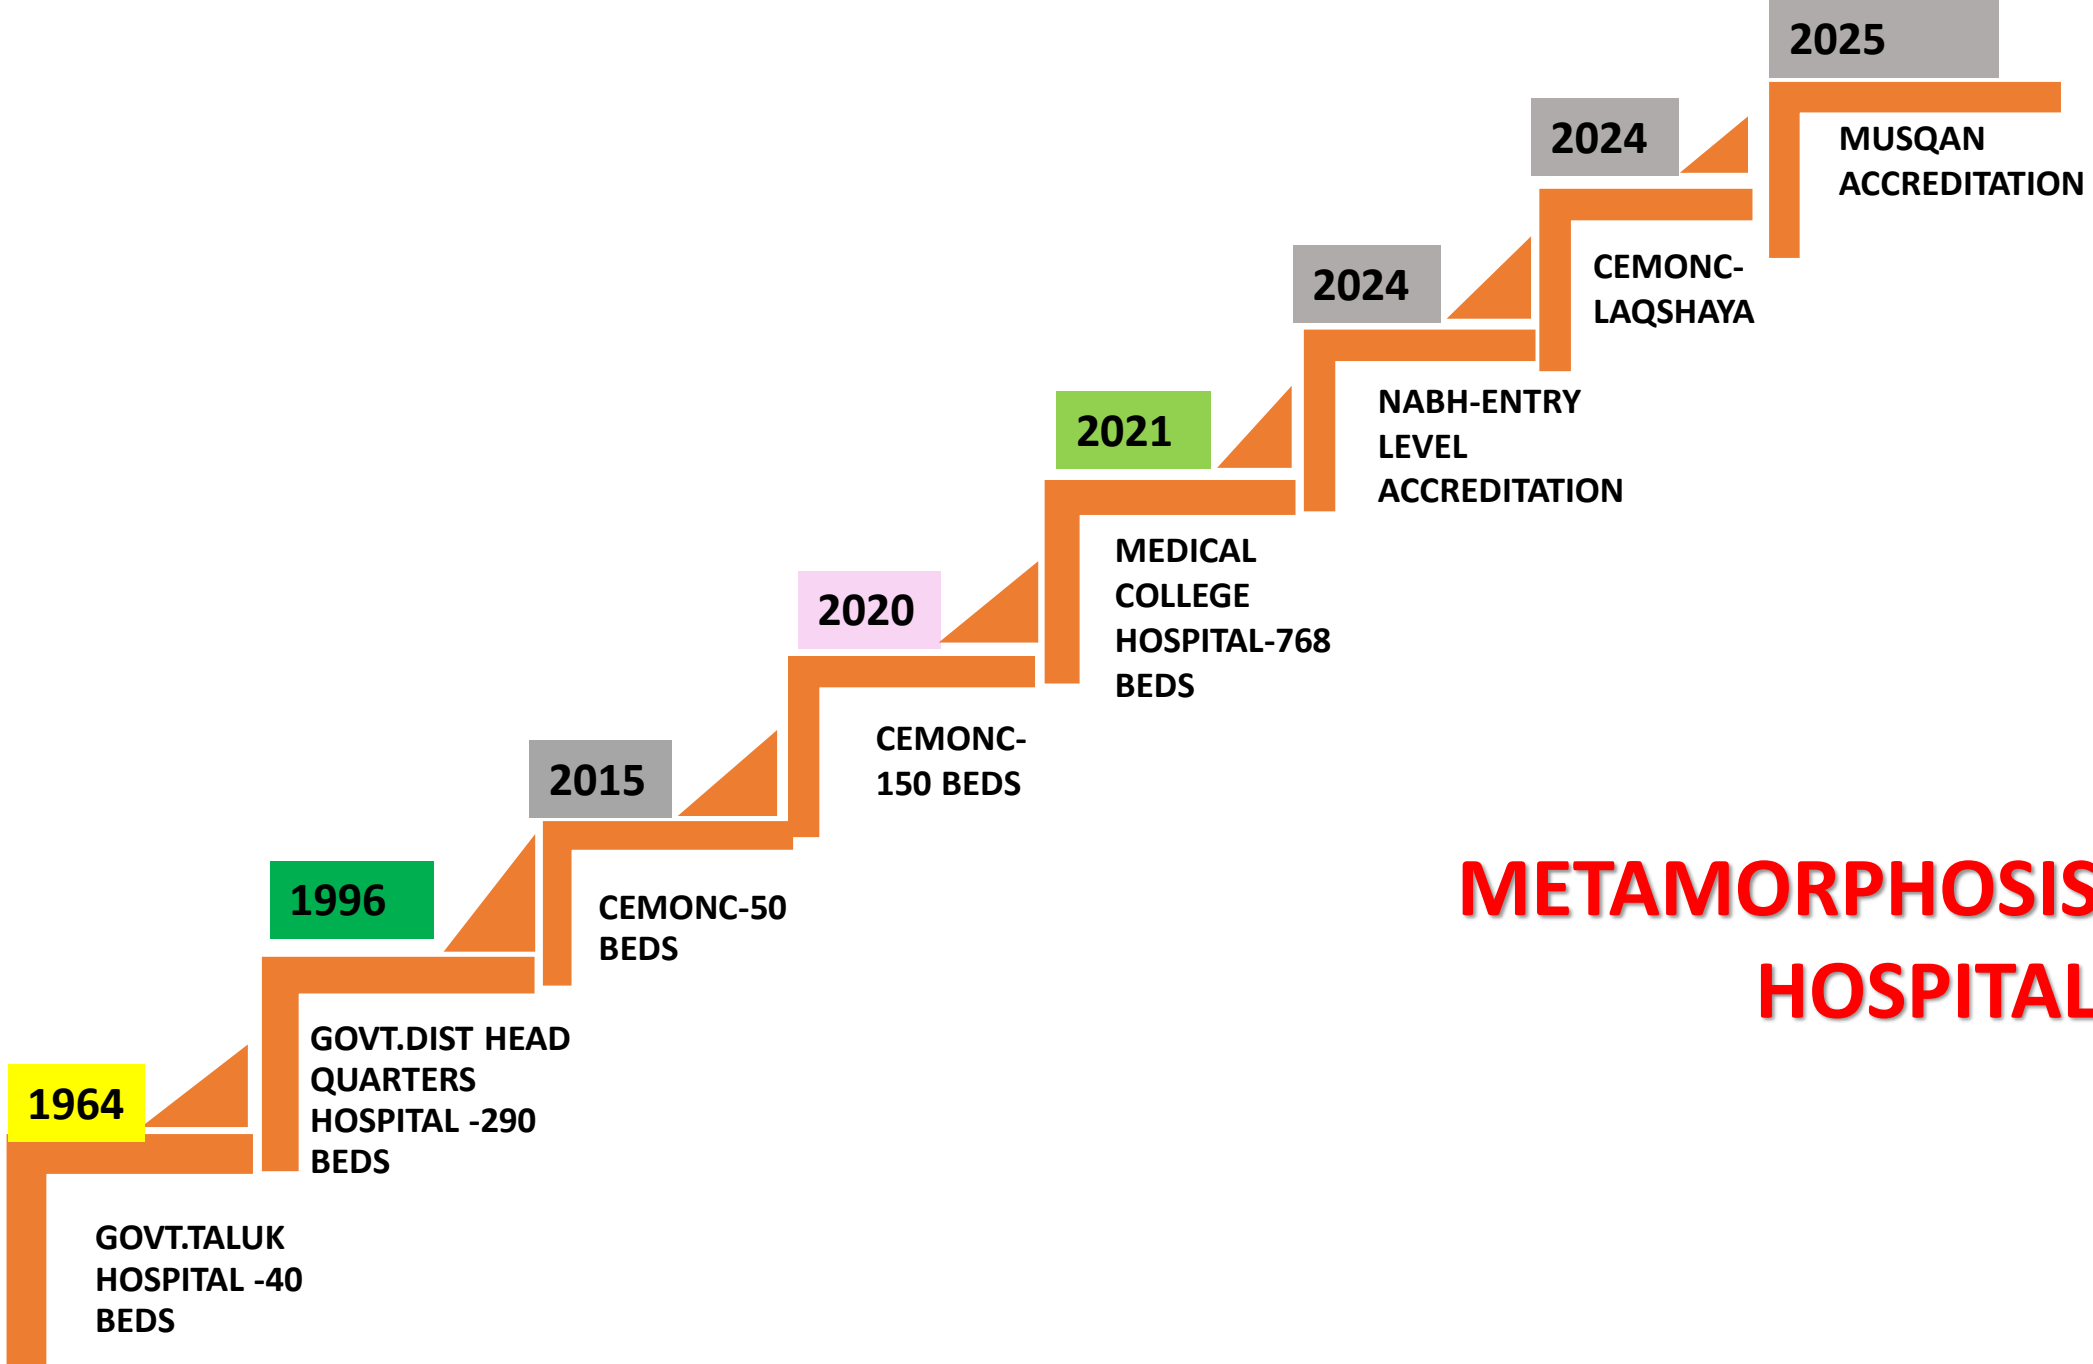 1964
GOVT.TALUK
HOSPITAL -40
BEDS
1996
GOVT.DIST HEAD
QUARTERS
HOSPITAL -290
BEDS
2015
CEMONC-50
BEDS
2020
CEMONC-
150 BEDS
2021
MEDICAL
COLLEGE
HOSPITAL-768
BEDS
2024
NABH-ENTRY
LEVEL
ACCREDITATION
2024
CEMONC-
LAQSHAYA
2025
MUSQAN
ACCREDITATION
METAMORPHOSIS
HOSPITAL